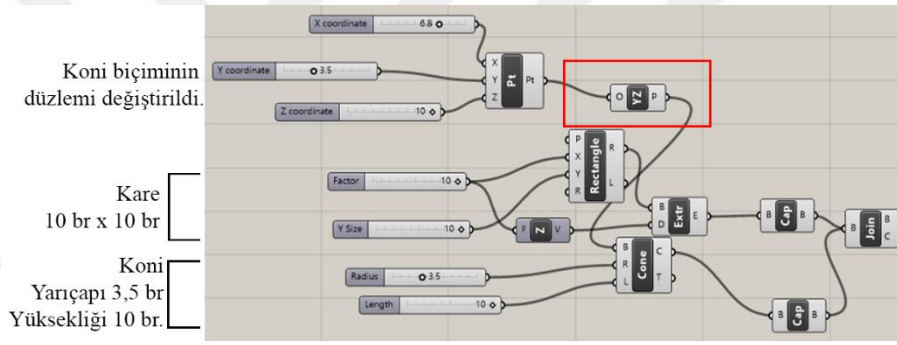 X coordinate 6.8
Y coordinate 3.5
Z coordinate 10
X
Y
Z
Pt
Pt
O
YZ
P
Koni biçiminin
düzlemi değiştirildi.
P
X
Y
R
Rectangle
R
L
Factor 10
Y Size 10
F
Z
V
B
D
Extr
E
B
Cap
B
B
Join
B
C
Kare
10 br x 10 br
Koni
Yarıçapı 3,5 br
Yüksekliği 10 br.
Radius 3.5
Length 10
B
R
L
Cone
C
T
B
Cap
B